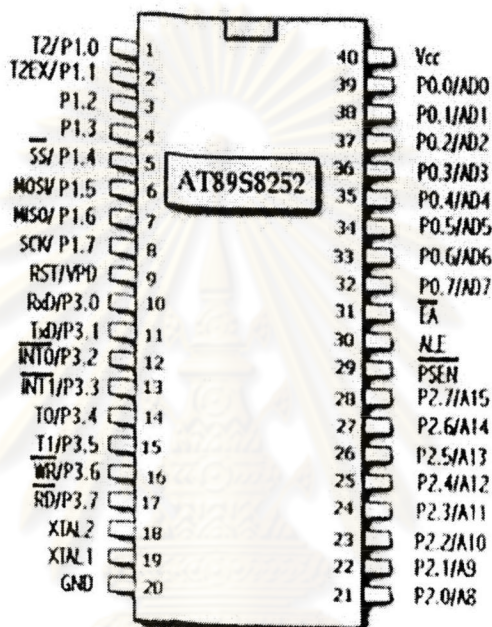 T2/P1.0 1
T2EX/P1.1 2
P1.2 3
P1.3 4
S̅S̅/ P1.4 5
MOSI/ P1.5 6
MISO/ P1.6 7
SCK/ P1.7 8
RST/VPD 9
RxD/P3.0 10
TxD/P3.1 11
I̅N̅T̅0̅/P3.2 12
I̅N̅T̅1̅/P3.3 13
T0/P3.4 14
T1/P3.5 15
W̅R̅/P3.6 16
R̅D̅/P3.7 17
XTAL2 18
XTAL1 19
GND 20
AT89S8252
40 Vcc
39 P0.0/AD0
38 P0.1/AD1
37 P0.2/AD2
36 P0.3/AD3
35 P0.4/AD4
34 P0.5/AD5
33 P0.6/AD6
32 P0.7/AD7
31 E̅A̅
30 ALE
29 P̅S̅E̅N̅
28 P2.7/A15
27 P2.6/A14
26 P2.5/A13
25 P2.4/A12
24 P2.3/A11
23 P2.2/A10
22 P2.1/A9
21 P2.0/A8